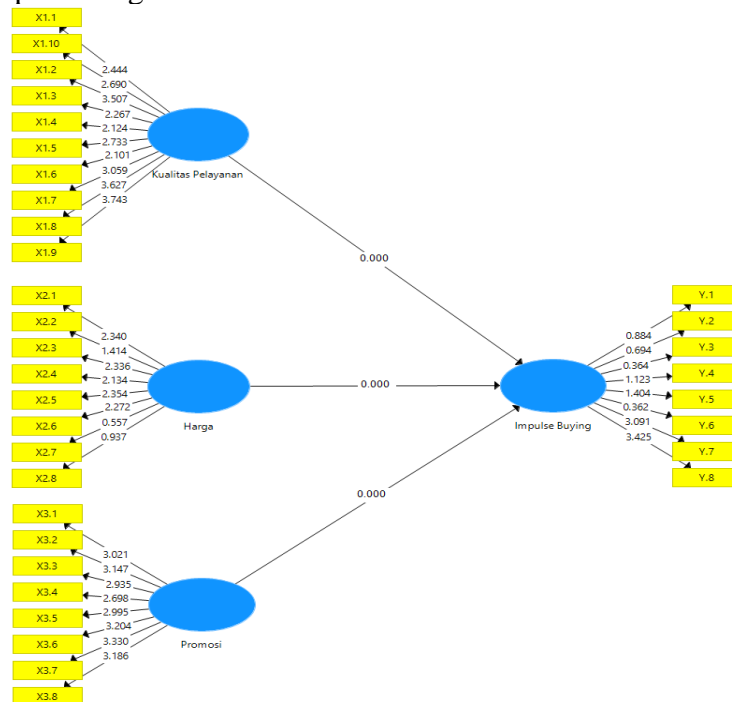 X1.1
X1.10
X1.2
X1.3
X1.4
X1.5
X1.6
X1.7
X1.8
X1.9
2.444
2.690
3.507
2.267
2.124
2.733
2.101
3.059
3.627
3.743
Kualitas Pelayanan
0.000
X2.1
X2.2
X2.3
X2.4
X2.5
X2.6
X2.7
X2.8
2.340
1.414
2.336
2.134
2.354
2.272
0.557
0.937
Harga
0.000
X3.1
X3.2
X3.3
X3.4
X3.5
X3.6
X3.7
X3.8
3.021
3.147
2.935
2.698
2.995
3.204
3.330
3.186
Promosi
0.000
Impulse Buying
0.884
0.694
0.364
1.123
1.404
0.362
3.091
3.425
Y.1
Y.2
Y.3
Y.4
Y.5
Y.6
Y.7
Y.8